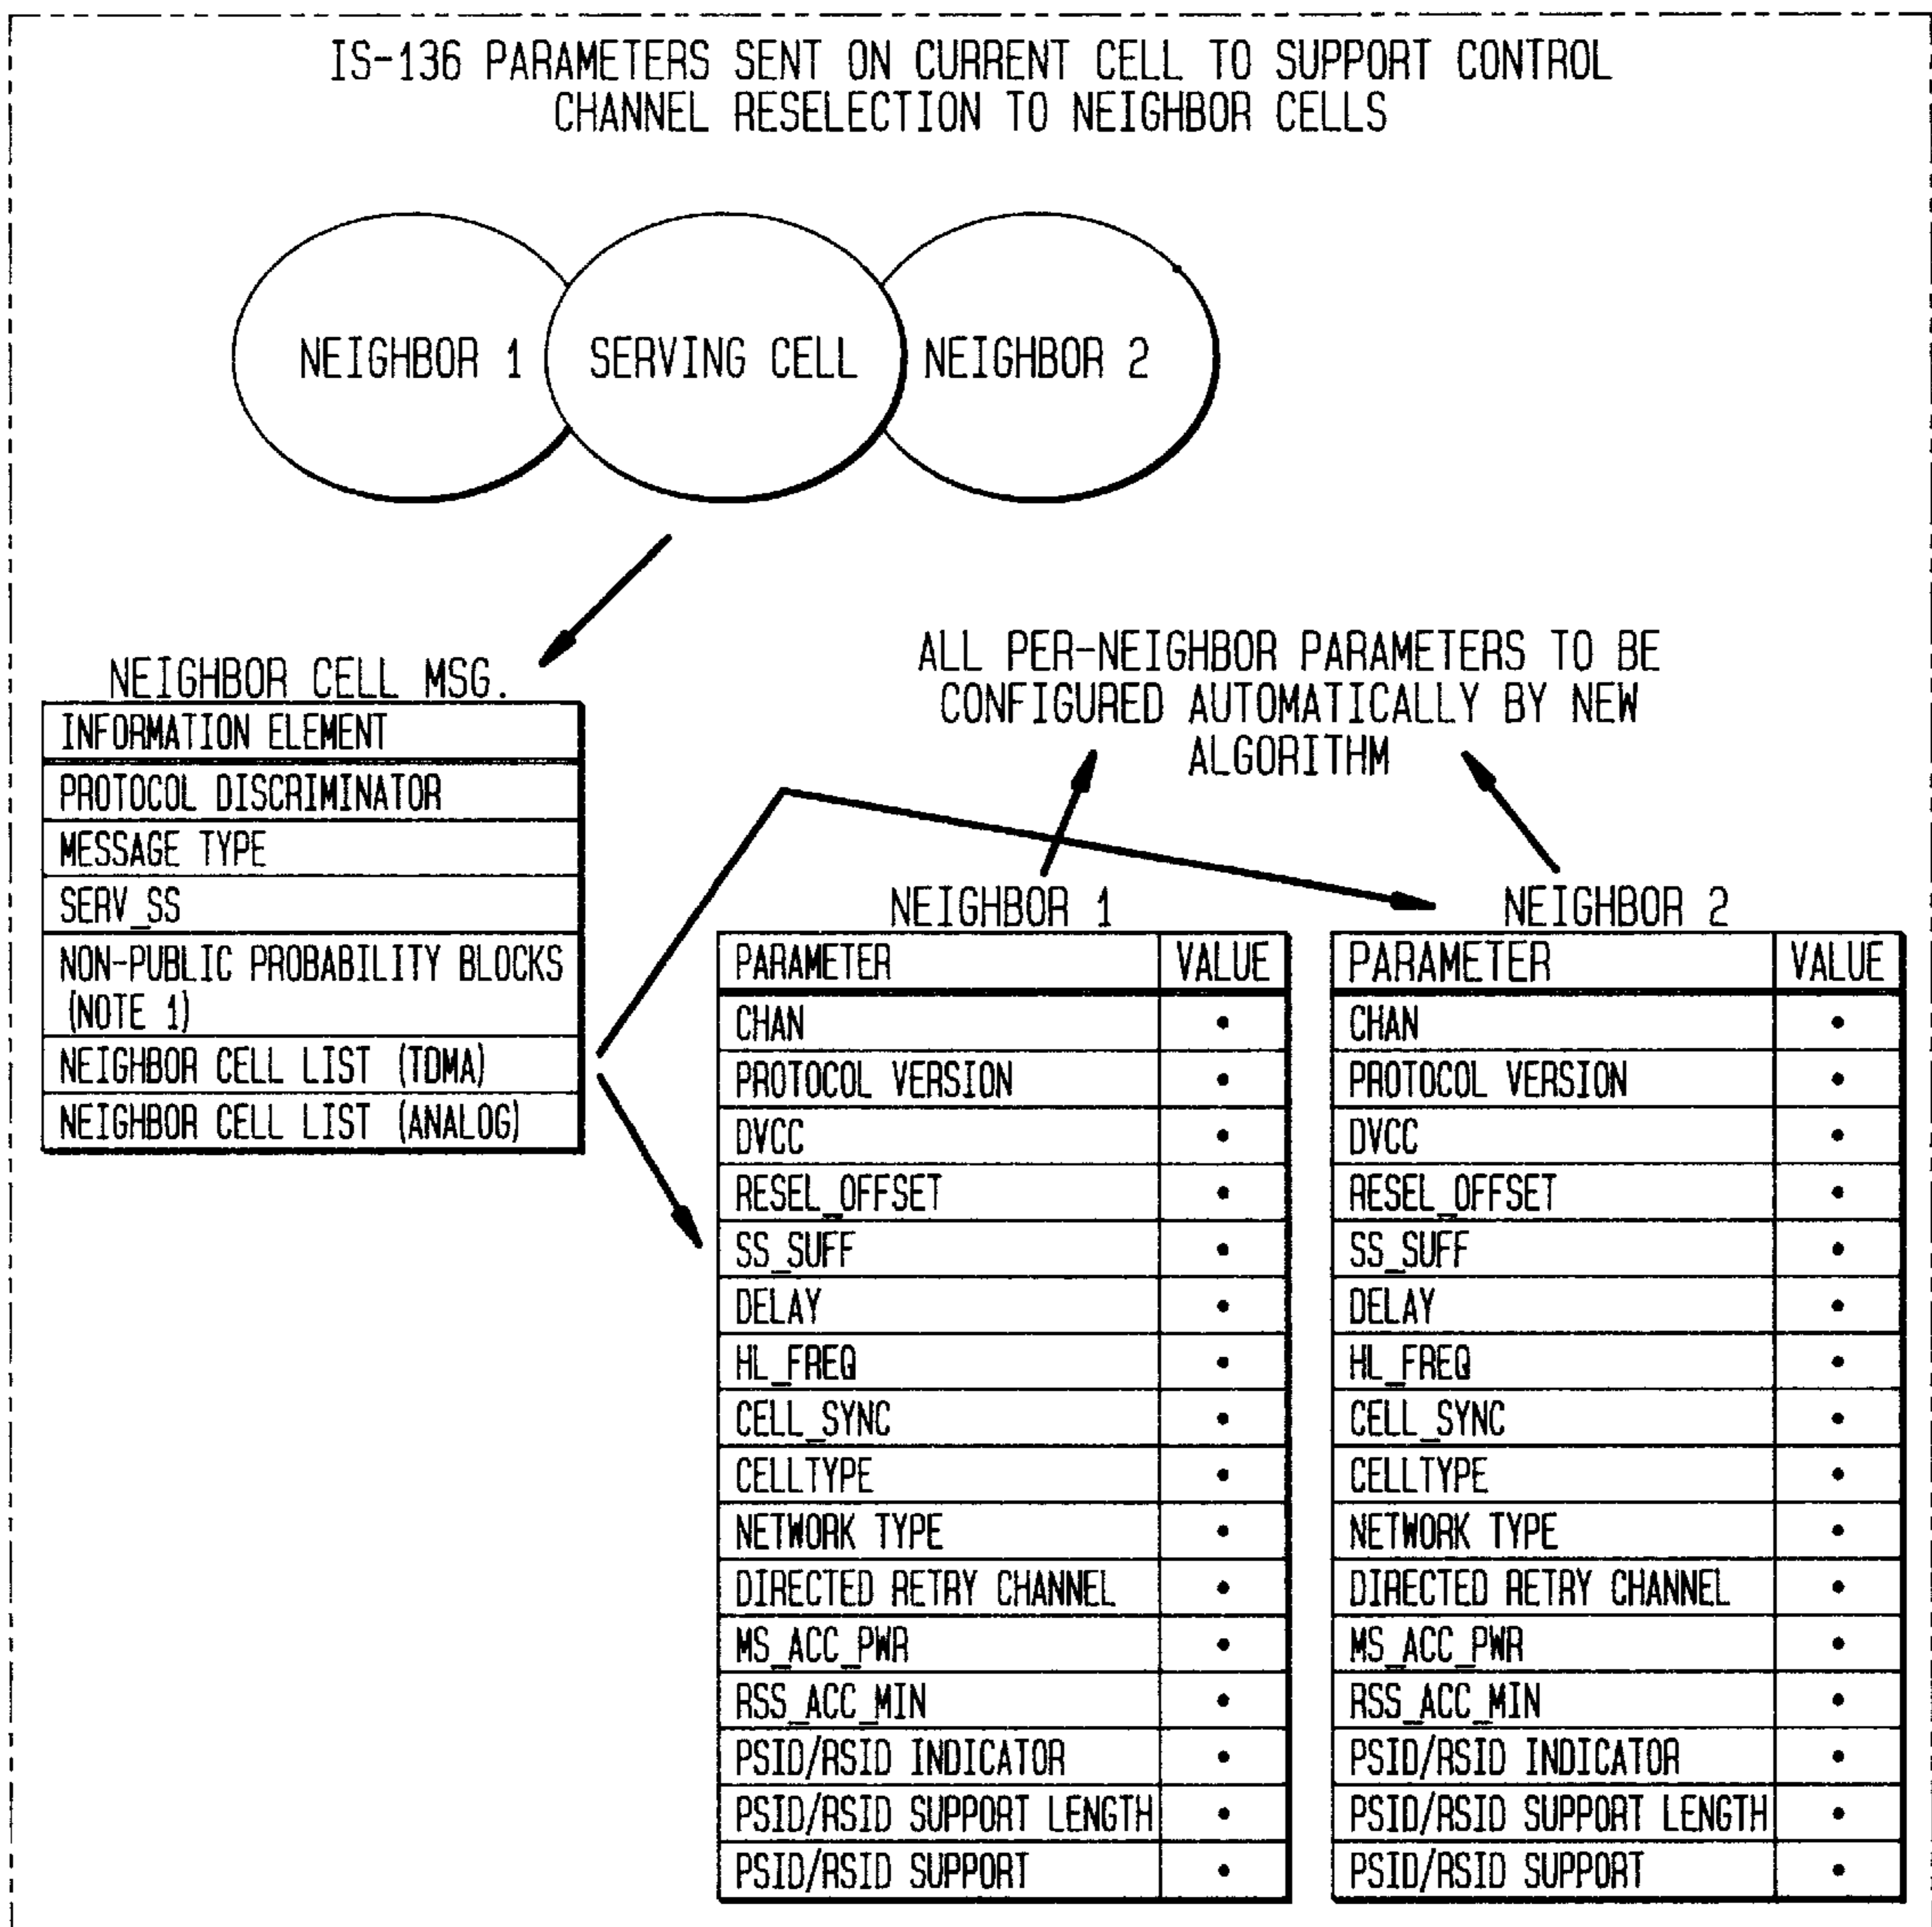 IS-136 PARAMETERS SENT ON CURRENT CELL TO SUPPORT CONTROL
CHANNEL RESELECTION TO NEIGHBOR CELLS
NEIGHBOR 1
SERVING CELL
NEIGHBOR 2
NEIGHBOR CELL MSG.
INFORMATION ELEMENT
PROTOCOL DISCRIMINATOR
MESSAGE TYPE
SERV_SS
NON-PUBLIC PROBABILITY BLOCKS
(NOTE 1)
NEIGHBOR CELL LIST (TDMA)
NEIGHBOR CELL LIST (ANALOG)
ALL PER-NEIGHBOR PARAMETERS TO BE
CONFIGURED AUTOMATICALLY BY NEW
ALGORITHM
NEIGHBOR 1
PARAMETER VALUE
CHAN •
PROTOCOL VERSION •
DVCC •
RESEL_OFFSET •
SS_SUFF •
DELAY •
HL_FREQ •
CELL_SYNC •
CELLTYPE •
NETWORK TYPE •
DIRECTED RETRY CHANNEL •
MS_ACC_PWR •
RSS_ACC_MIN •
PSID/RSID INDICATOR •
PSID/RSID SUPPORT LENGTH •
PSID/RSID SUPPORT •
NEIGHBOR 2
PARAMETER VALUE
CHAN •
PROTOCOL VERSION •
DVCC •
RESEL_OFFSET •
SS_SUFF •
DELAY •
HL_FREQ •
CELL_SYNC •
CELLTYPE •
NETWORK TYPE •
DIRECTED RETRY CHANNEL •
MS_ACC_PWR •
RSS_ACC_MIN •
PSID/RSID INDICATOR •
PSID/RSID SUPPORT LENGTH •
PSID/RSID SUPPORT •